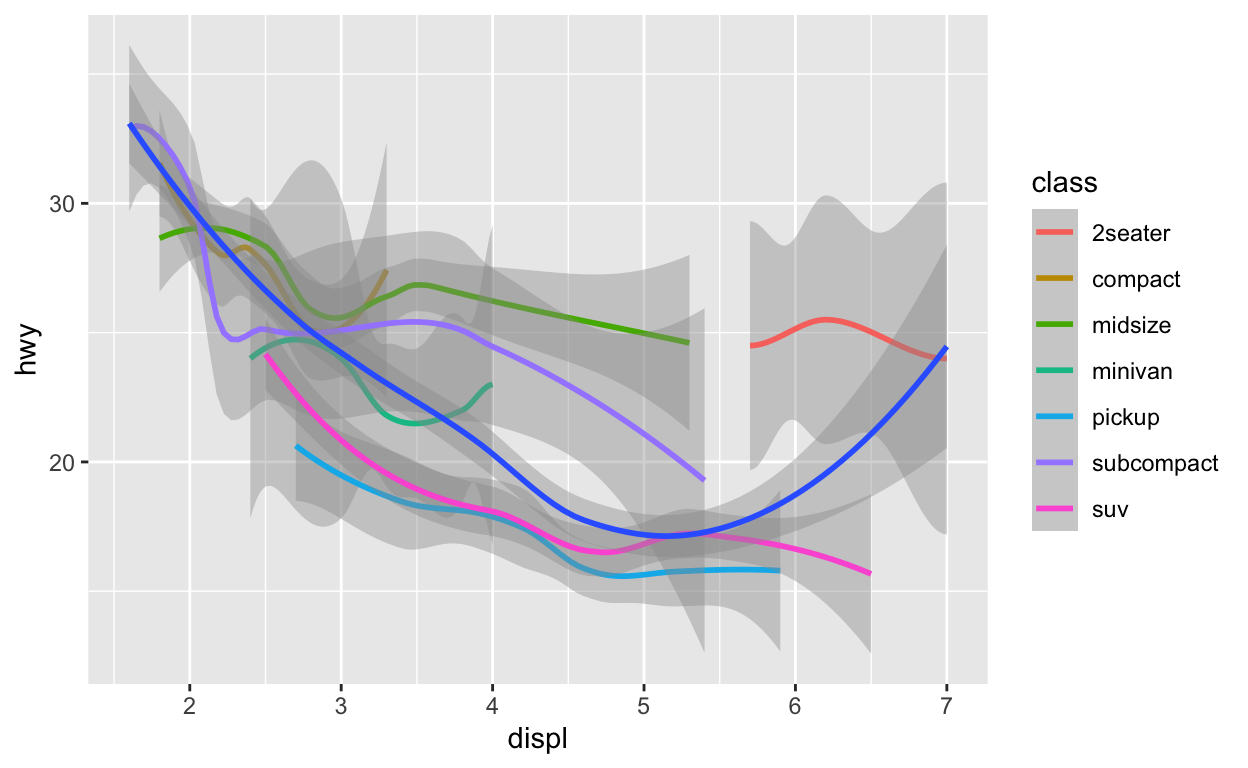 hwy
30
20
2
3
4
5
6
7
displ
class
2seater
compact
midsize
minivan
pickup
subcompact
suv